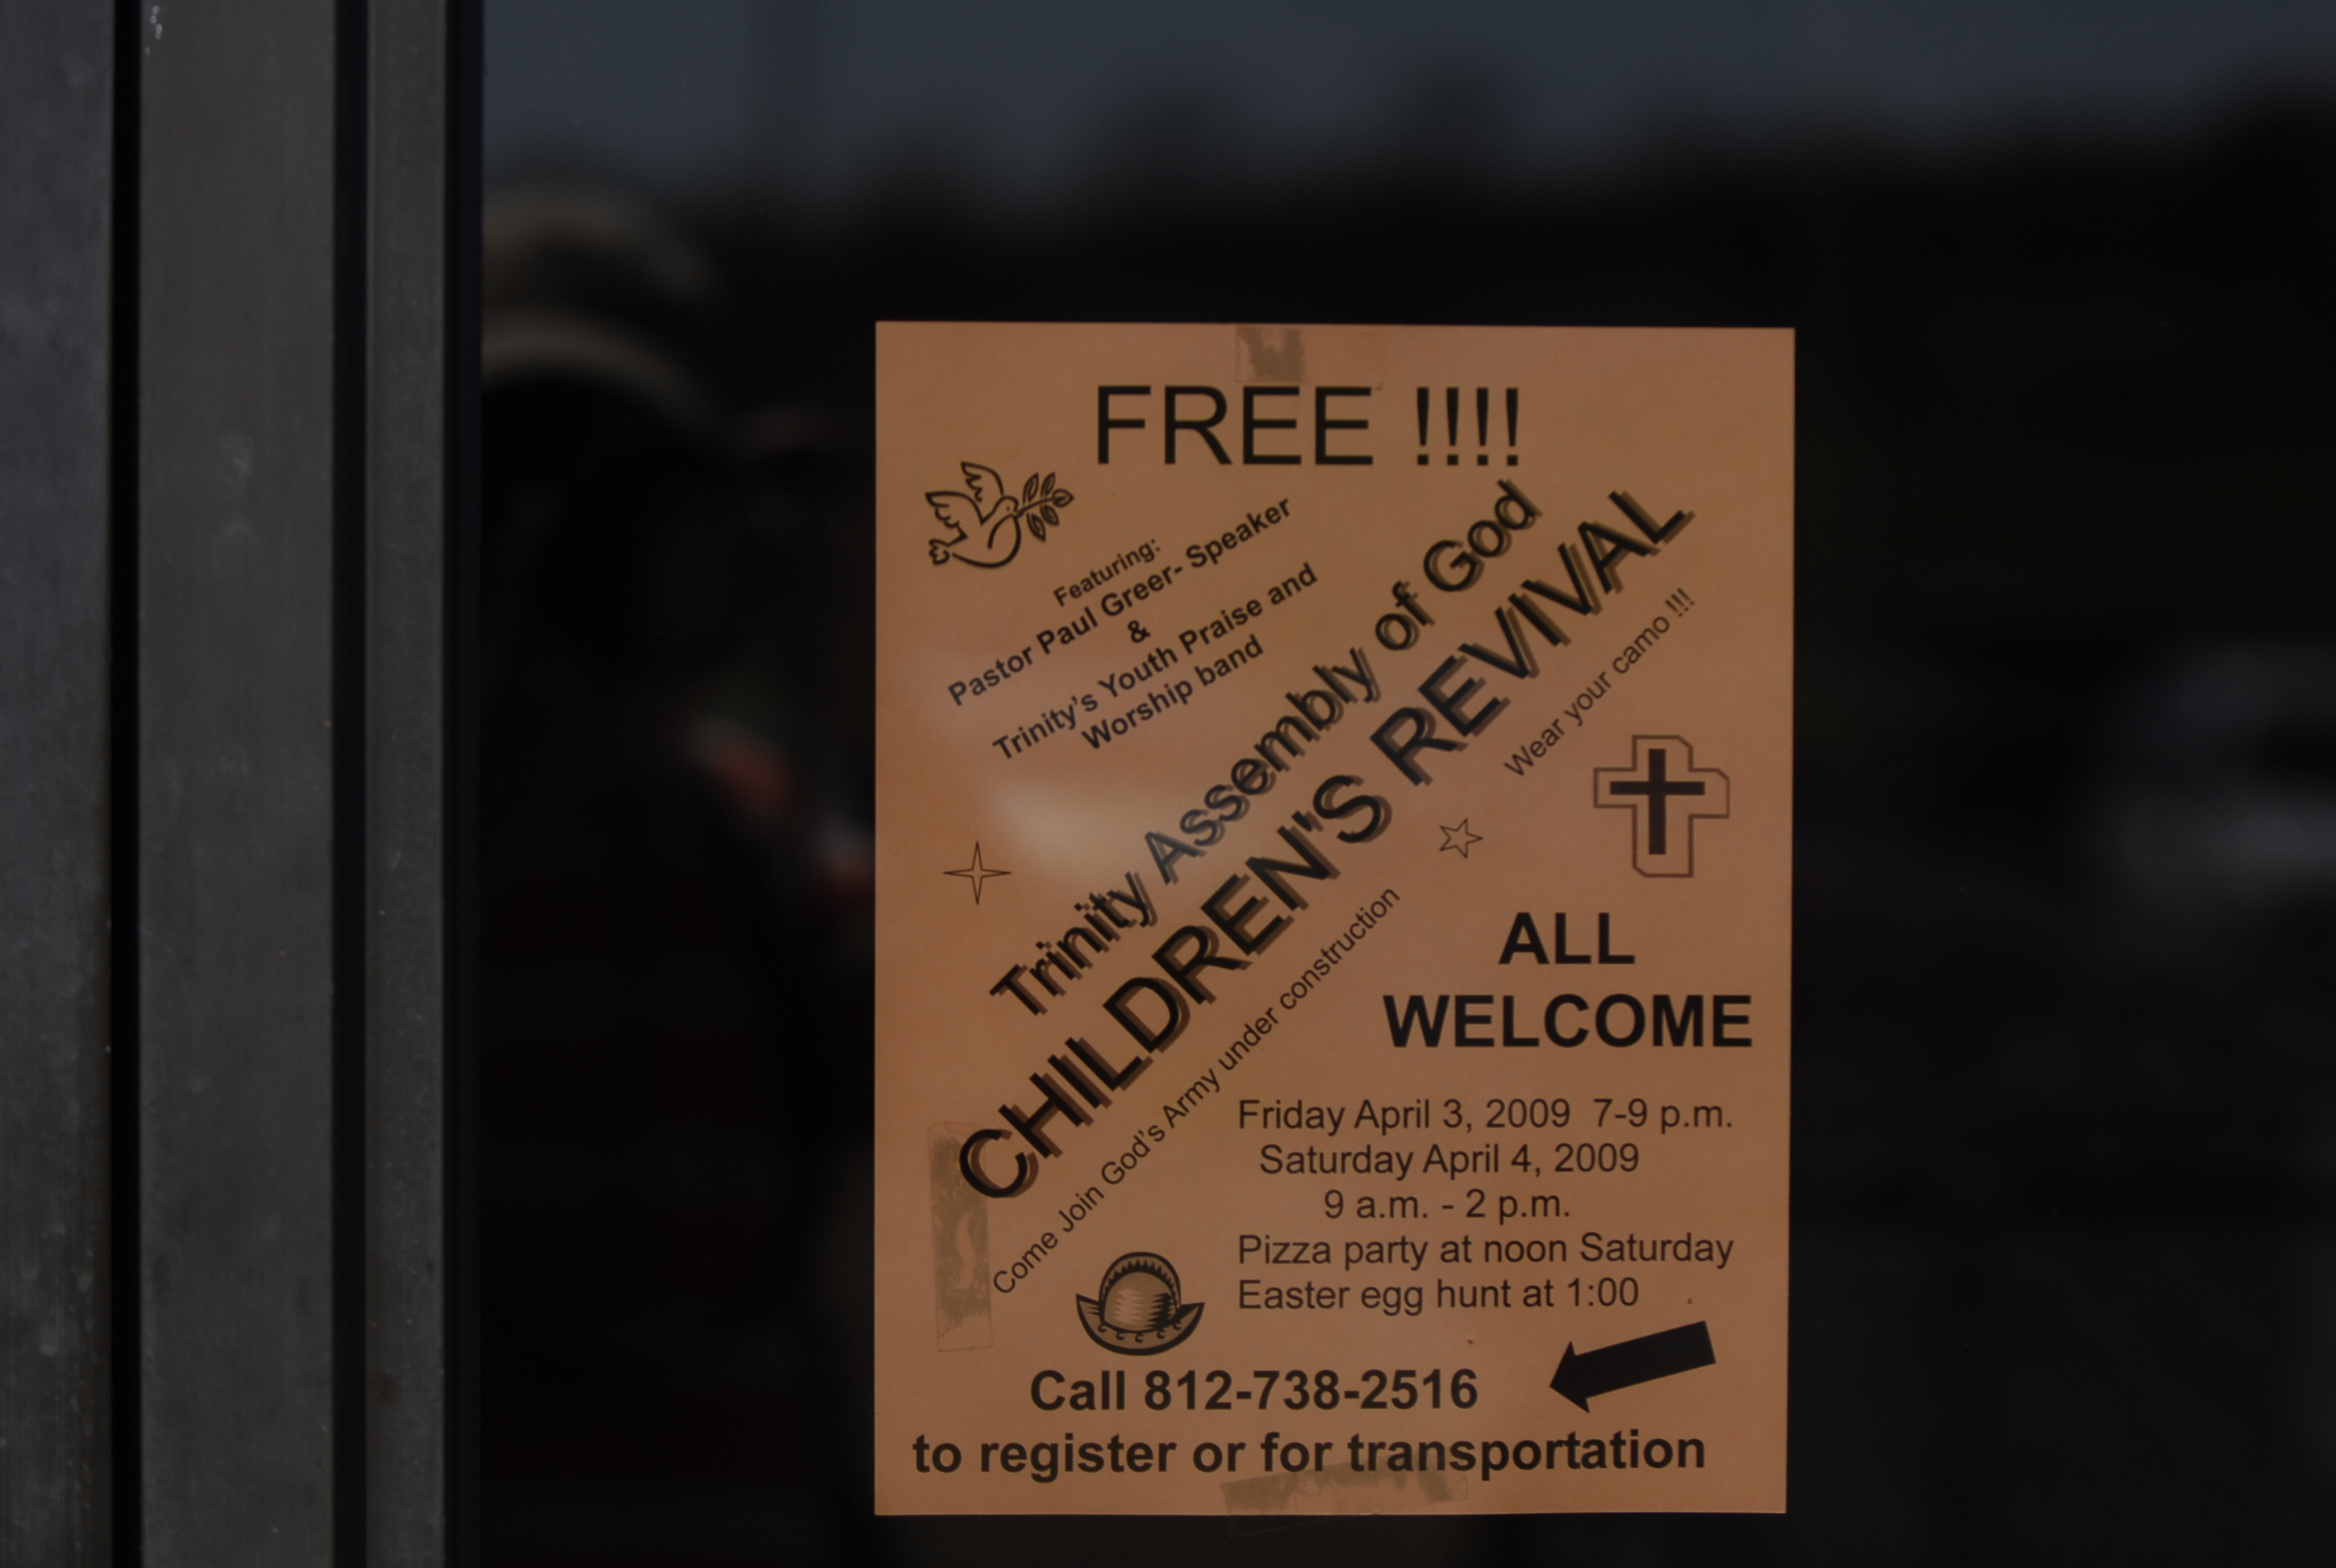 FREE !!!!
Featuring:
Pastor Paul Greer- Speaker
&
Trinity's Youth Praise and
Worship band
Trinity Assembly of God
CHILDREN'S REVIVAL
Wear your camo !!!
Come Join God's Army under construction
ALL
WELCOME
Friday April 3, 2009  7-9 p.m.
Saturday April 4, 2009
9 a.m. - 2 p.m.
Pizza party at noon Saturday
Easter egg hunt at 1:00
Call 812-738-2516
to register or for transportation